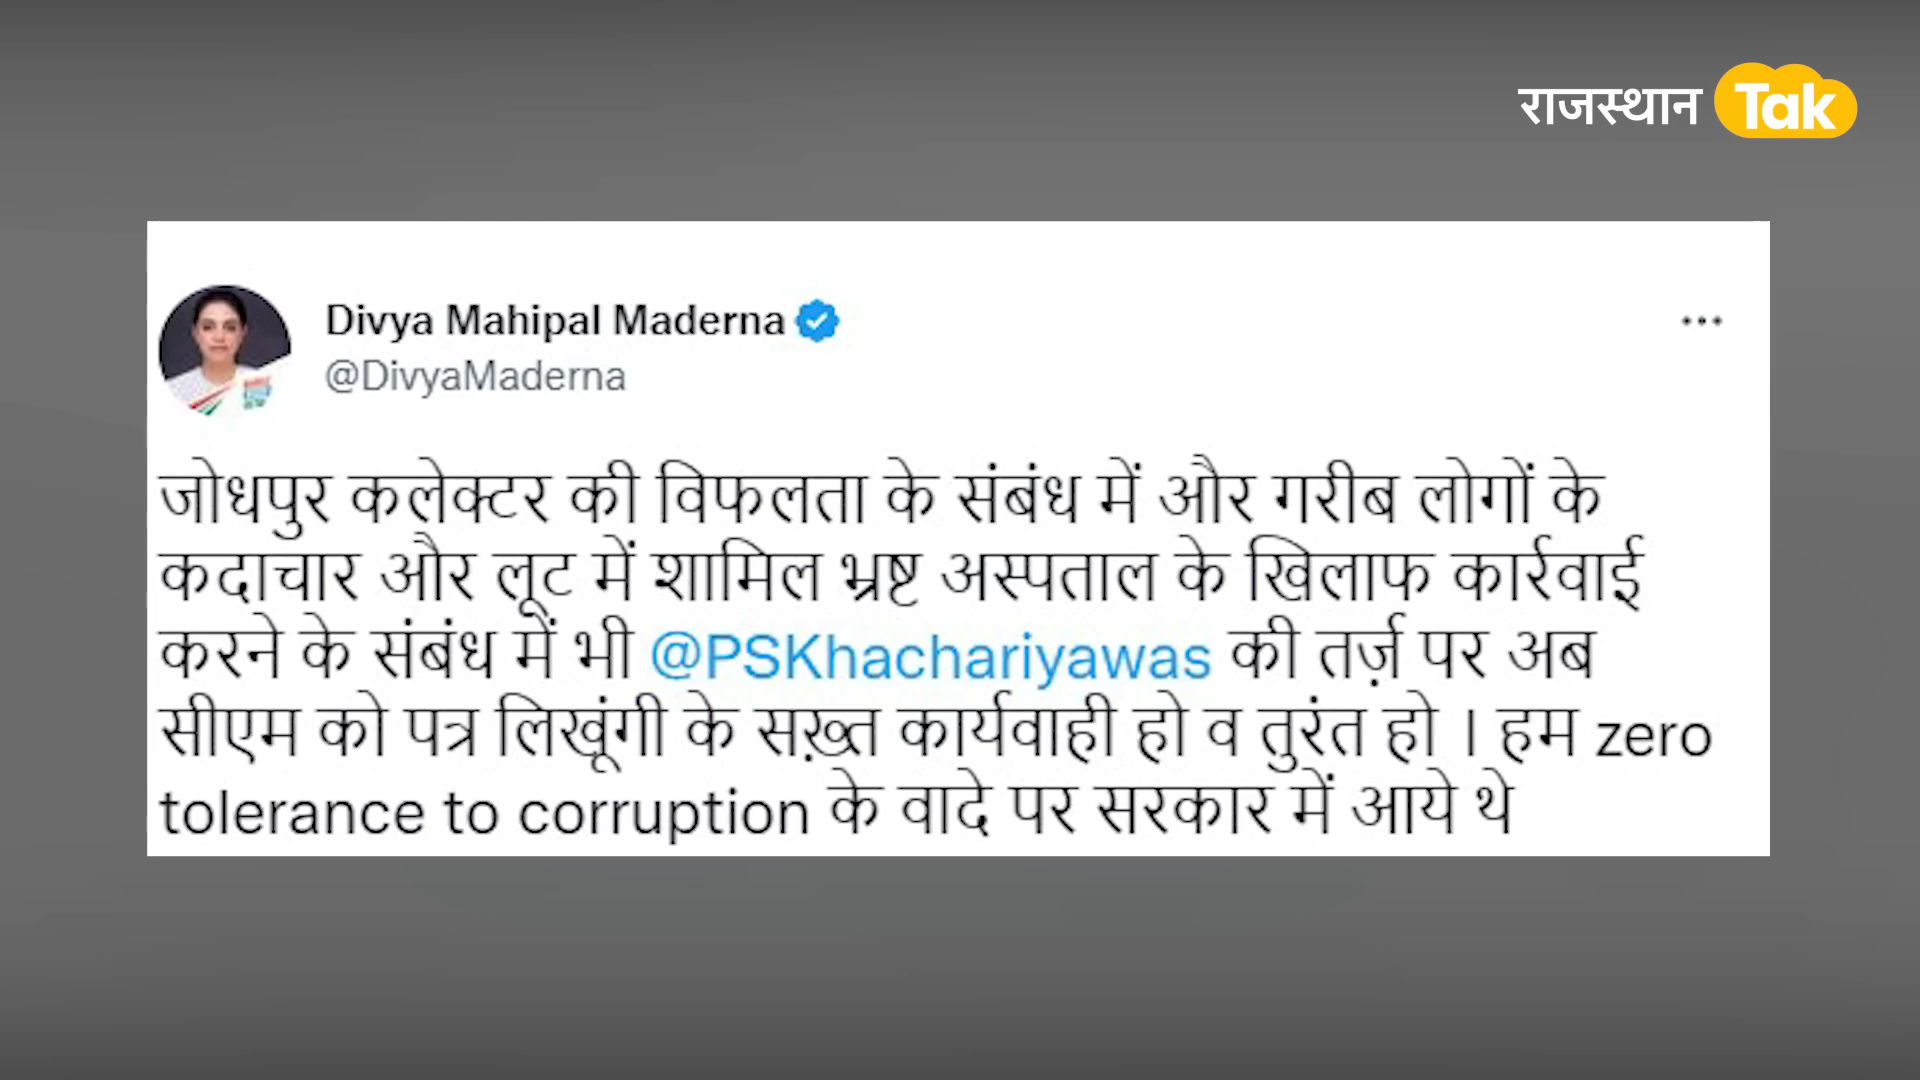 राजस्थान Tak
Divya Mahipal Maderna
@DivyaMaderna
जोधपुर कलेक्टर की विफलता के संबंध में और गरीब लोगों के
कदाचार और लूट में शामिल भ्रष्ट अस्पताल के खिलाफ कार्रवाई
करने के संबंध में भी @PSKhachariyawas की तर्ज़ पर अब
सीएम को पत्र लिखूंगी के सख़्त कार्यवाही हो व तुरंत हो । हम zero
tolerance to corruption के वादे पर सरकार में आये थे